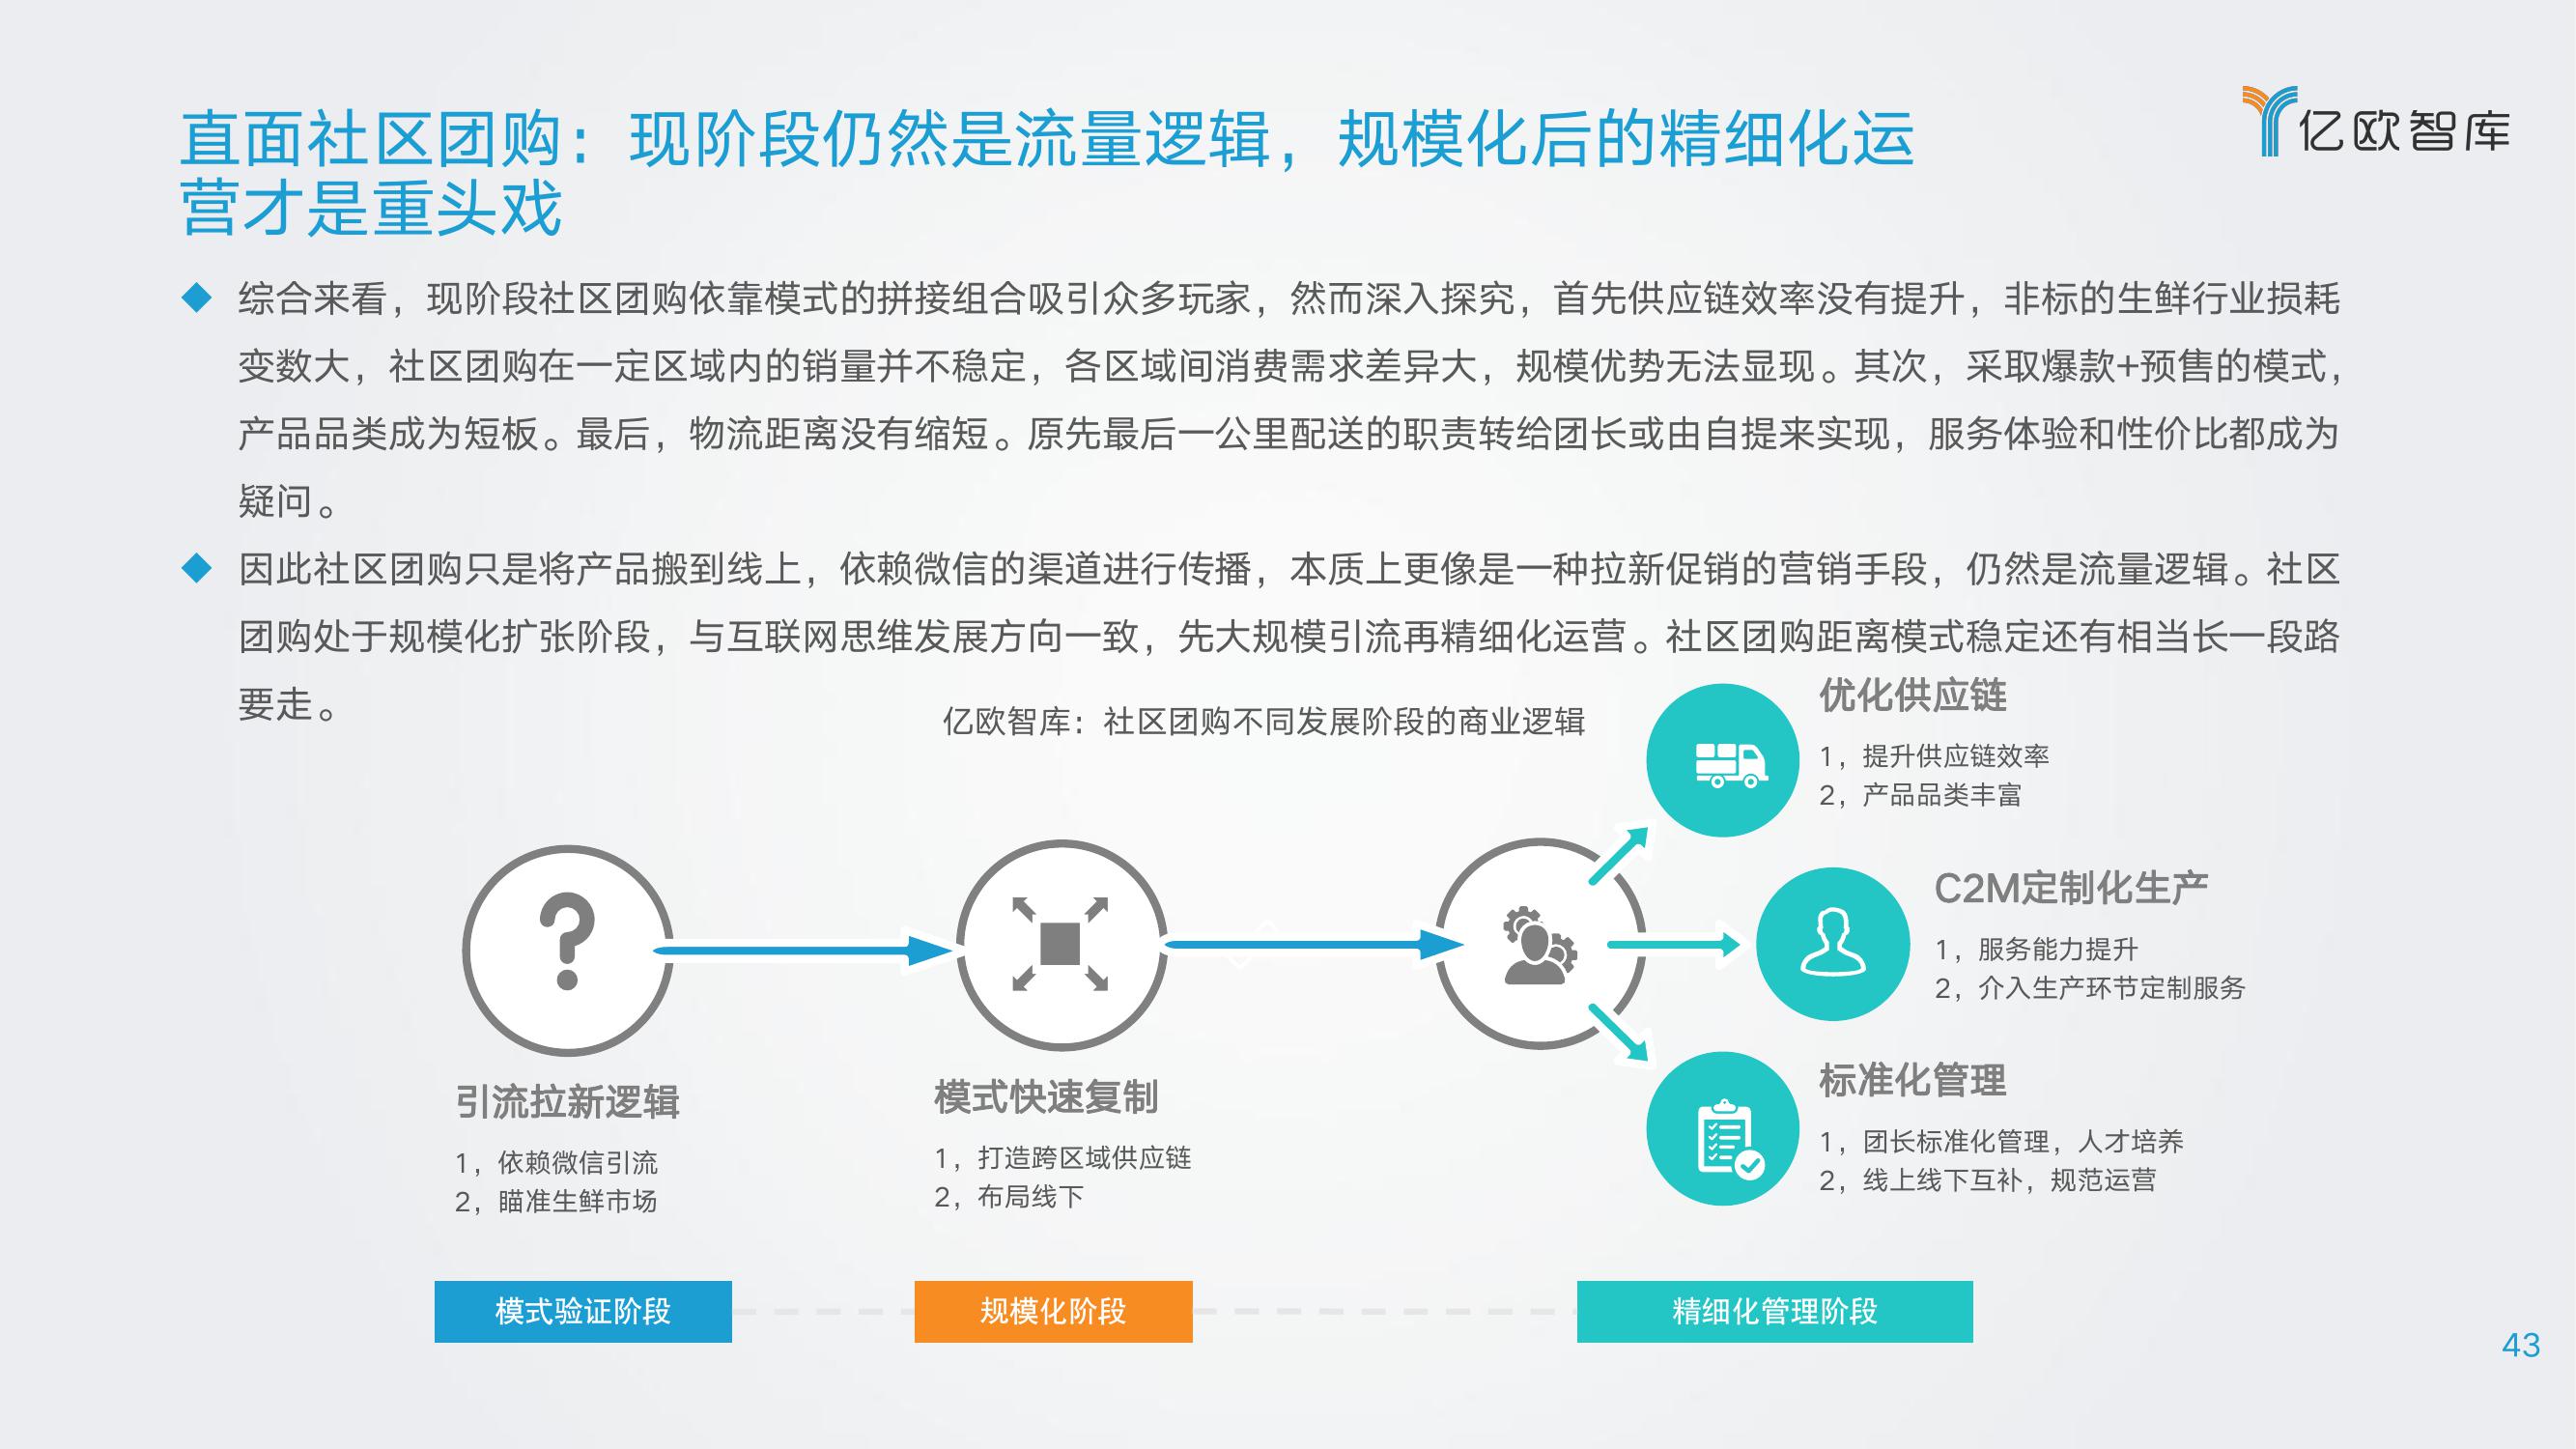 直面社区团购：现阶段仍然是流量逻辑，规模化后的精细化运
营才是重头戏
亿欧智库
综合来看，现阶段社区团购依靠模式的拼接组合吸引众多玩家，然而深入探究，首先供应链效率没有提升，非标的生鲜行业损耗
变数大，社区团购在一定区域内的销量并不稳定，各区域间消费需求差异大，规模优势无法显现。其次，采取爆款+预售的模式，
产品品类成为短板。最后，物流距离没有缩短。原先最后一公里配送的职责转给团长或由自提来实现，服务体验和性价比都成为
疑问。
因此社区团购只是将产品搬到线上，依赖微信的渠道进行传播，本质上更像是一种拉新促销的营销手段，仍然是流量逻辑。社区
团购处于规模化扩张阶段，与互联网思维发展方向一致，先大规模引流再精细化运营。社区团购距离模式稳定还有相当长一段路
要走。
亿欧智库：社区团购不同发展阶段的商业逻辑
引流拉新逻辑
1，依赖微信引流
2，瞄准生鲜市场
模式快速复制
1，打造跨区域供应链
2，布局线下
优化供应链
1，提升供应链效率
2，产品品类丰富
C2M定制化生产
1，服务能力提升
2，介入生产环节定制服务
标准化管理
1，团长标准化管理，人才培养
2，线上线下互补，规范运营
模式验证阶段
规模化阶段
精细化管理阶段
43